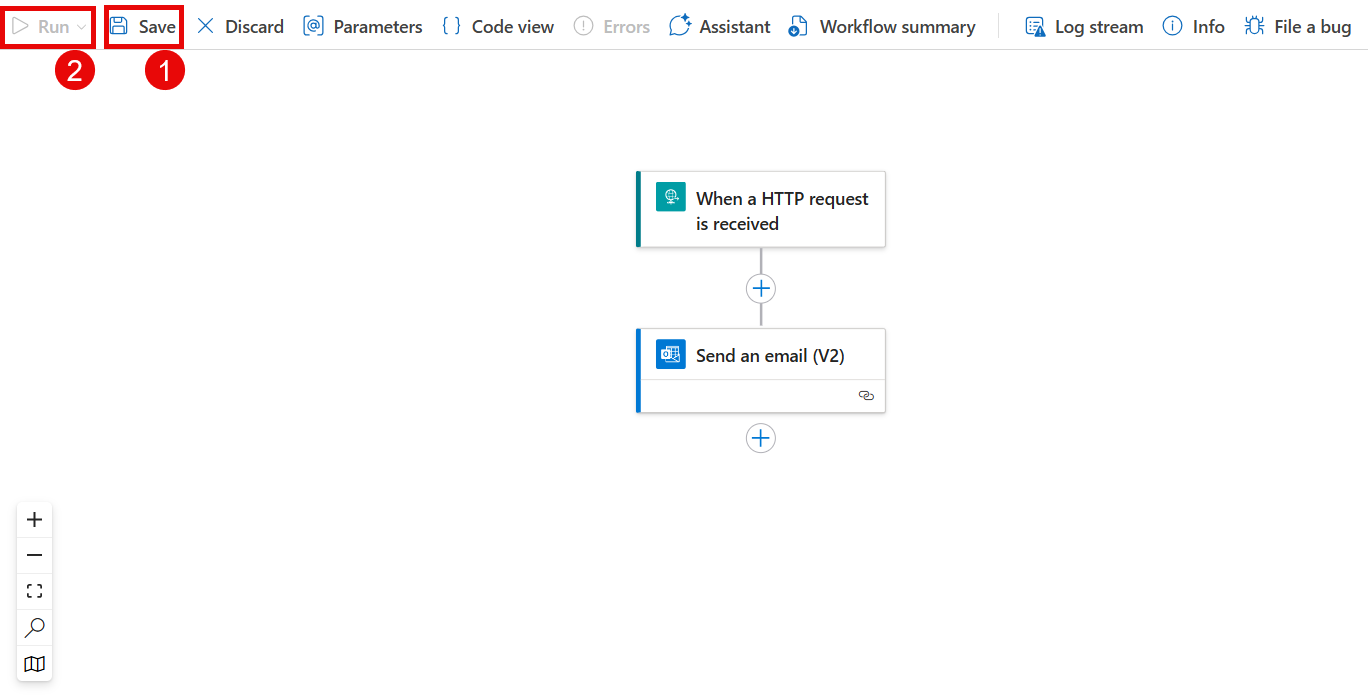 Run Save Discard Parameters { } Code view Errors Assistant Workflow summary Log stream Info File a bug
2 1
When a HTTP request
is received
Send an email (V2)